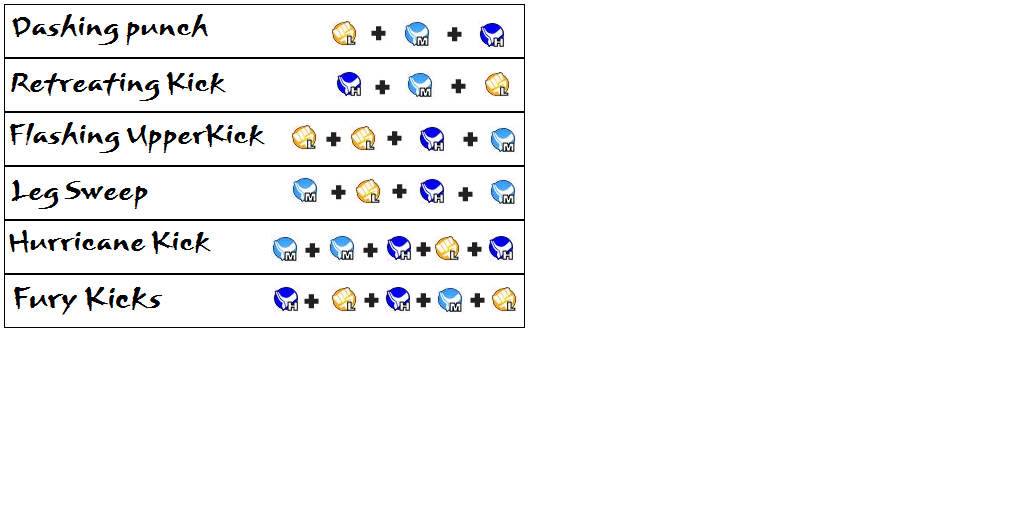 Dashing punch L + M + H
Retreating Kick H + M + L
Flashing UpperKick L + L + H + M
Leg Sweep M + L + H + M
Hurricane Kick M + M + H + L + H
Fury Kicks H + L + H + M + L